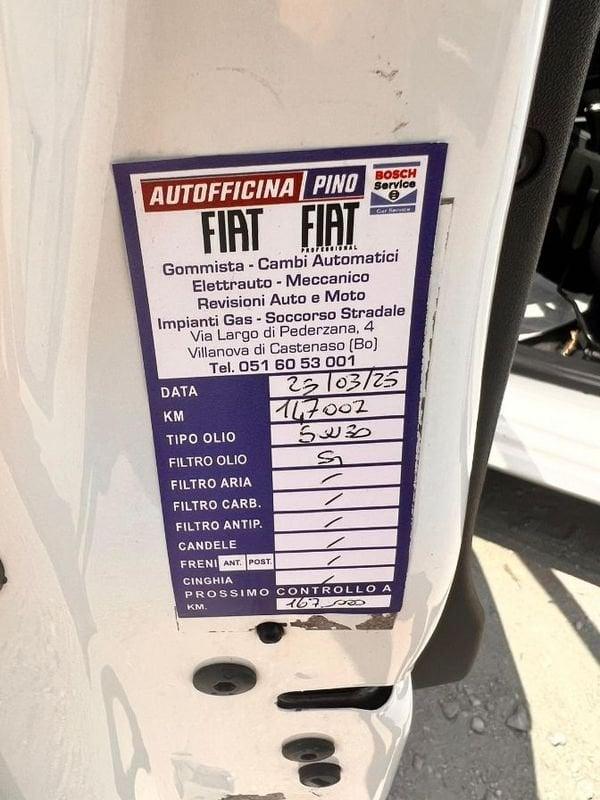 AUTOFFICINA PINO
BOSCH
Service
Car Service
FIAT FIAT
PROFESSIONAL
Gommista - Cambi Automatici
Elettrauto - Meccanico
Revisioni Auto e Moto
Impianti Gas - Soccorso Stradale
Via Largo di Pederzana, 4
Villanova di Castenaso (Bo)
Tel. 051 60 53 001
DATA 25/03/25
KM 147002
TIPO OLIO 5W30
FILTRO OLIO Si
FILTRO ARIA /
FILTRO CARB. /
FILTRO ANTIP. /
CANDELE /
FRENI ANT. POST. /
CINGHIA /
PROSSIMO CONTROLLO A
KM. 167.000